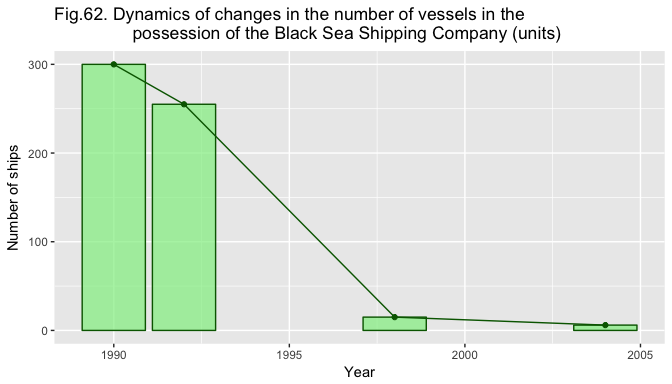 Fig.62. Dynamics of changes in the number of vessels in the
possession of the Black Sea Shipping Company (units)
300
200
100
0
Number of ships
1990 1995 2000 2005
Year